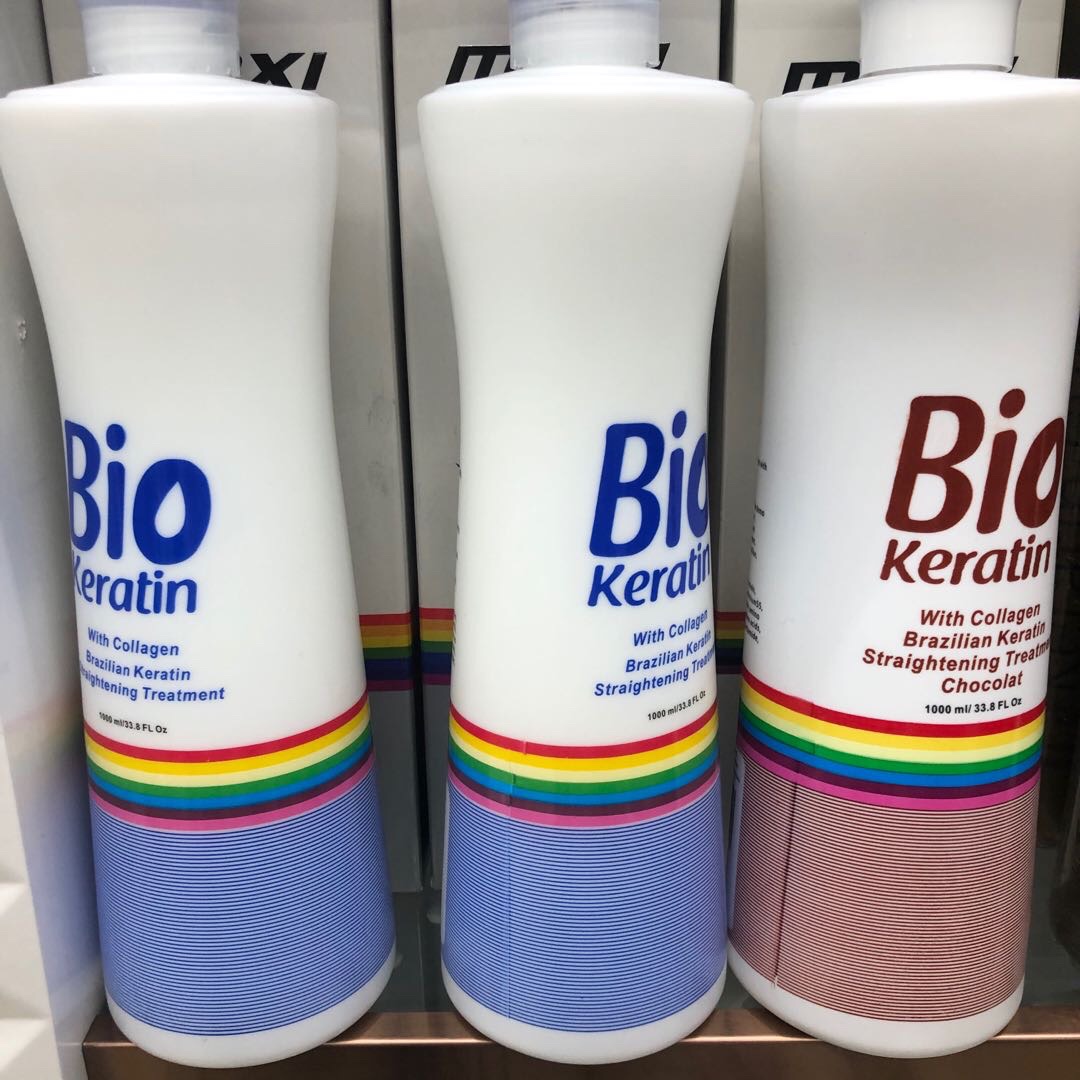 Bio
Keratin
With Collagen
Brazilian Keratin
Straightening Treatment
1000 ml/33.8 FL Oz
Bio
Keratin
With Collagen
Brazilian Keratin
Straightening
1000 ml/33.8 FL Oz
Bio
Keratin
With Collagen
Brazilian Keratin
Straightening
Chocolat
1000 ml/ 33.8 FL Oz